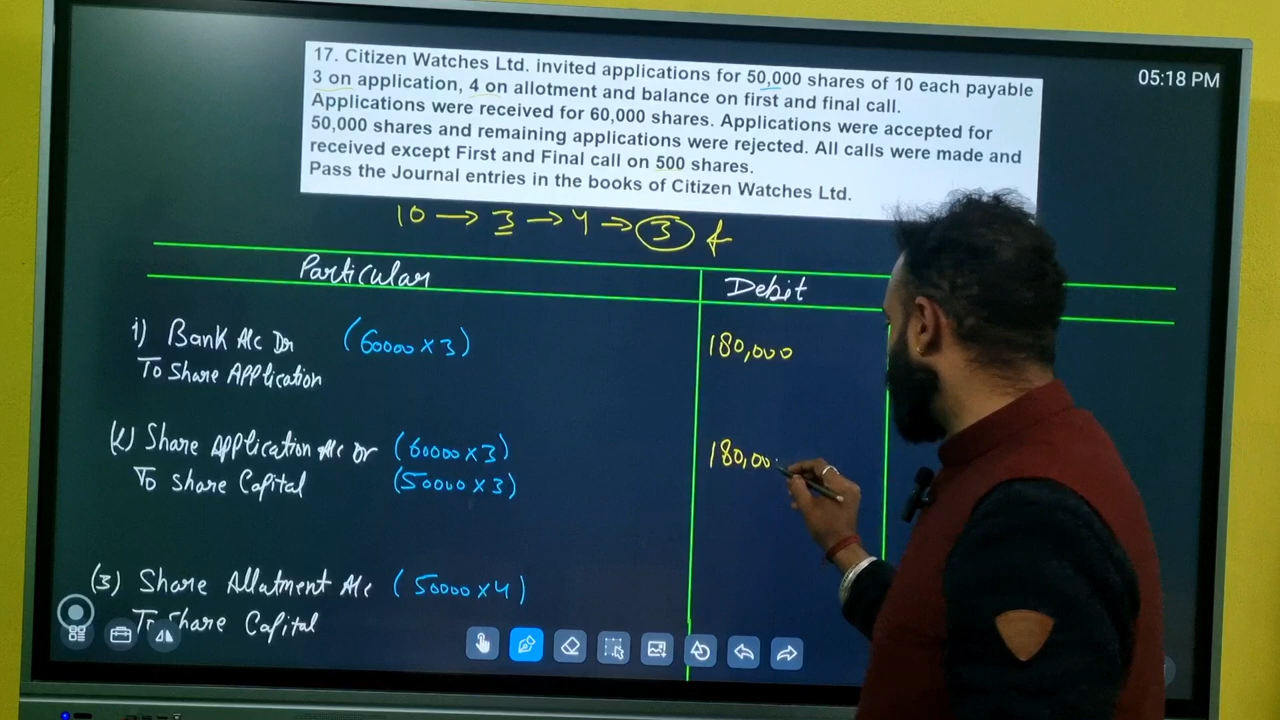 05:18 PM
17. Citizen Watches Ltd. invited applications for 50,000 shares of 10 each payable
3 on application, 4 on allotment and balance on first and final call.
Applications were received for 60,000 shares. Applications were accepted for
50,000 shares and remaining applications were rejected. All calls were made and
received except First and Final call on 500 shares.
Pass the Journal entries in the books of Citizen Watches Ltd.
10 → 3 → 4 → 3 f
Particular Debit
1) Bank A/c Dr (60000 × 3) 180,000
To Share Application
(2) Share Application A/c Dr (60000 × 3) 180,00
To Share Capital (50000 × 3)
(3) Share Allatment A/c (50000 × 4)
To Share Capital